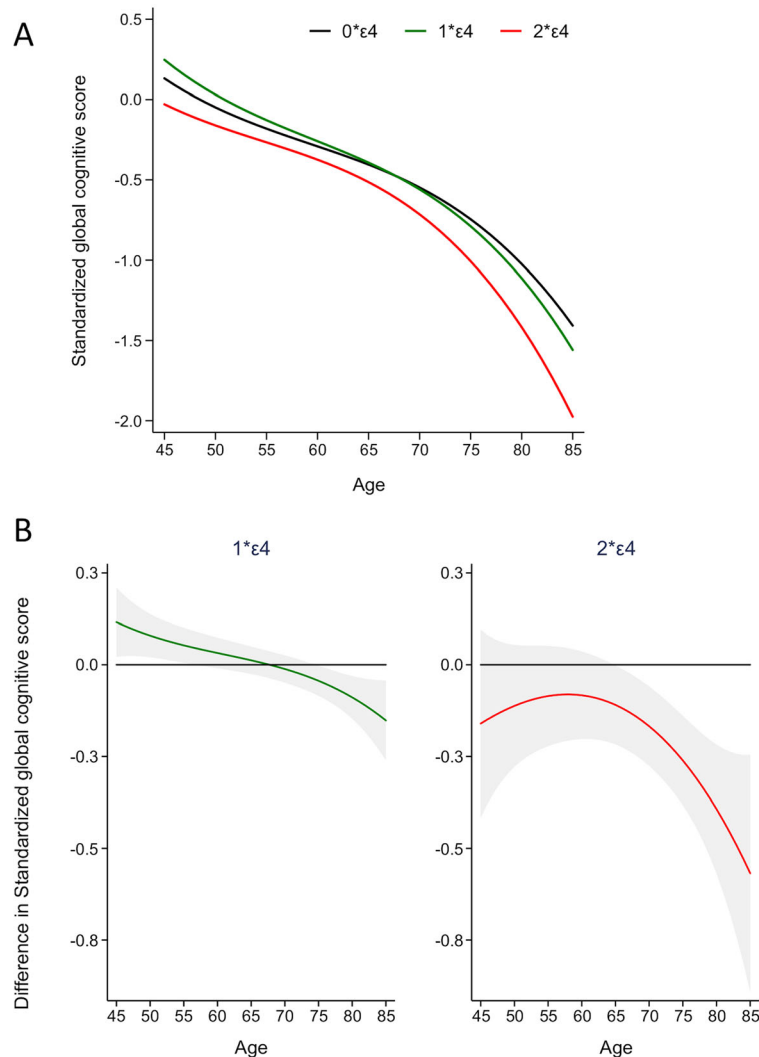 A
0*ε4 1*ε4 2*ε4
0.5
0.0
-0.5
-1.0
-1.5
-2.0
Standardized global cognitive score
45 50 55 60 65 70 75 80 85
Age
B
1*ε4 2*ε4
0.3 0.3
0.0 0.0
-0.3 -0.3
-0.5 -0.5
-0.8 -0.8
Difference in Standardized global cognitive score
45 50 55 60 65 70 75 80 85 45 50 55 60 65 70 75 80 85
Age Age